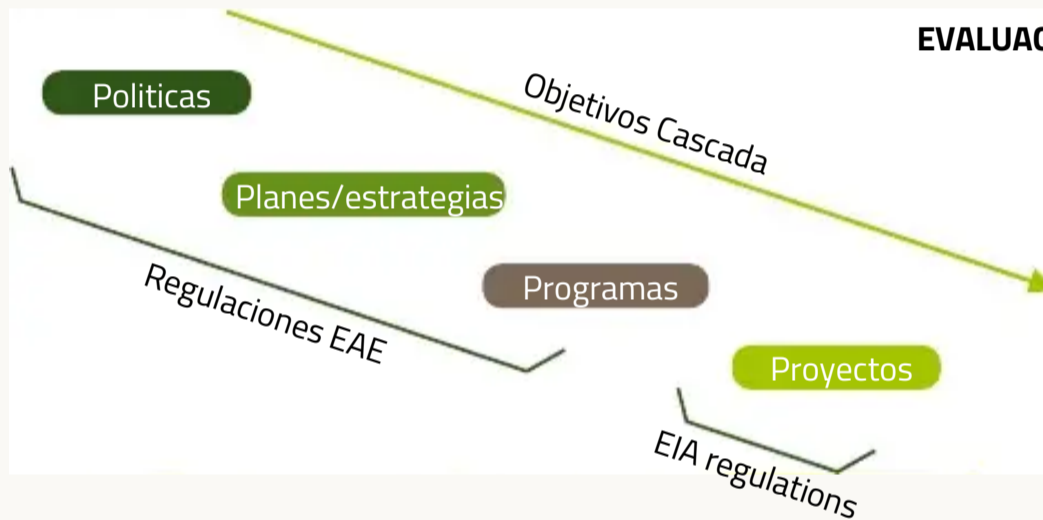 EVALUAC
Politicas
Objetivos Cascada
Planes/estrategias
Regulaciones EAE
Programas
Proyectos
EIA regulations